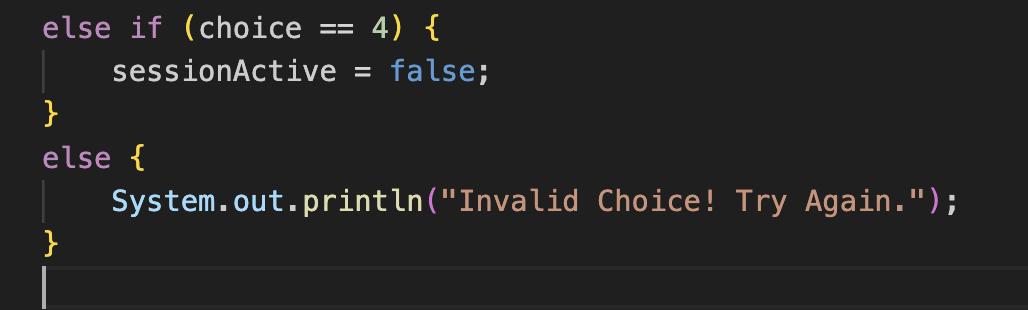 else if (choice == 4) {
    sessionActive = false;
}
else {
    System.out.println("Invalid Choice! Try Again.");
}